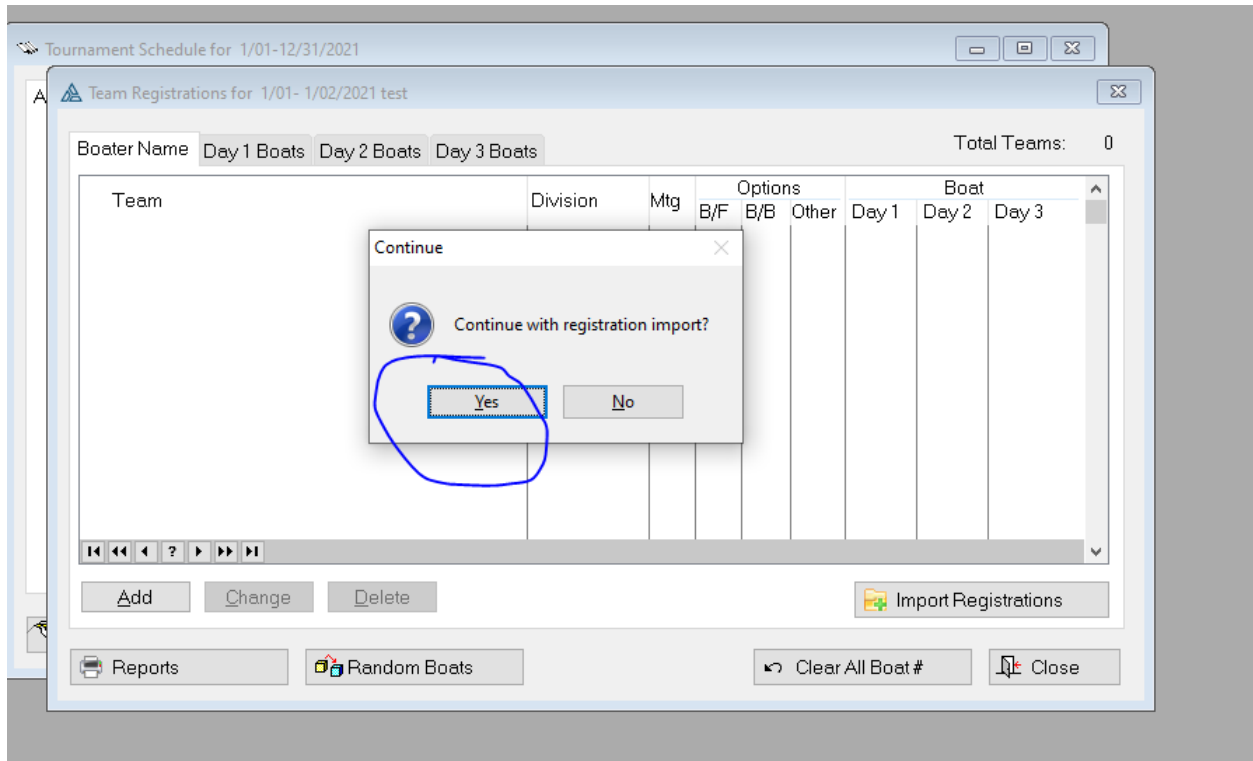 Tournament Schedule for 1/01-12/31/2021
A
Team Registrations for 1/01- 1/02/2021 test
Boater Name Day 1 Boats Day 2 Boats Day 3 Boats Total Teams: 0
Options Boat
Team Division Mtg
B/F B/B Other Day 1 Day 2 Day 3
Continue
Continue with registration import?
Yes No
?
Add Change Delete Import Registrations
Reports Random Boats Clear All Boat # Close